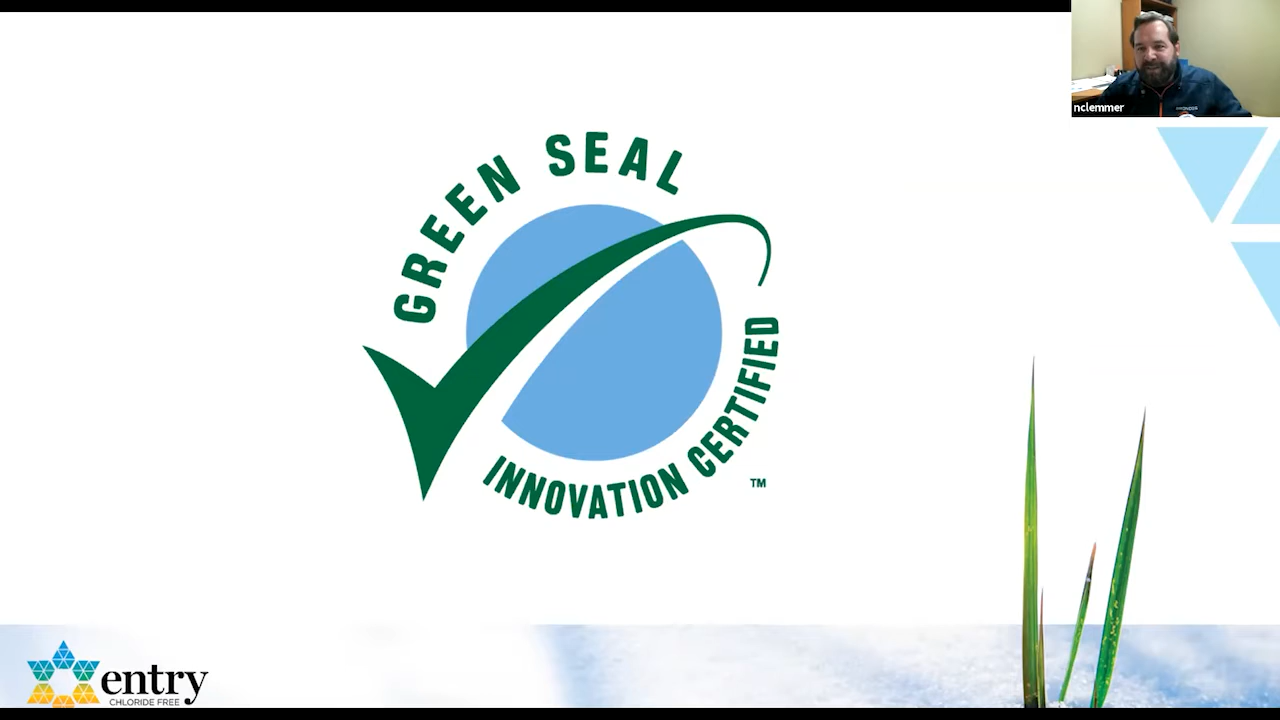 nclemmer
GREEN SEAL
INNOVATION CERTIFIED
TM
entry
CHLORIDE FREE